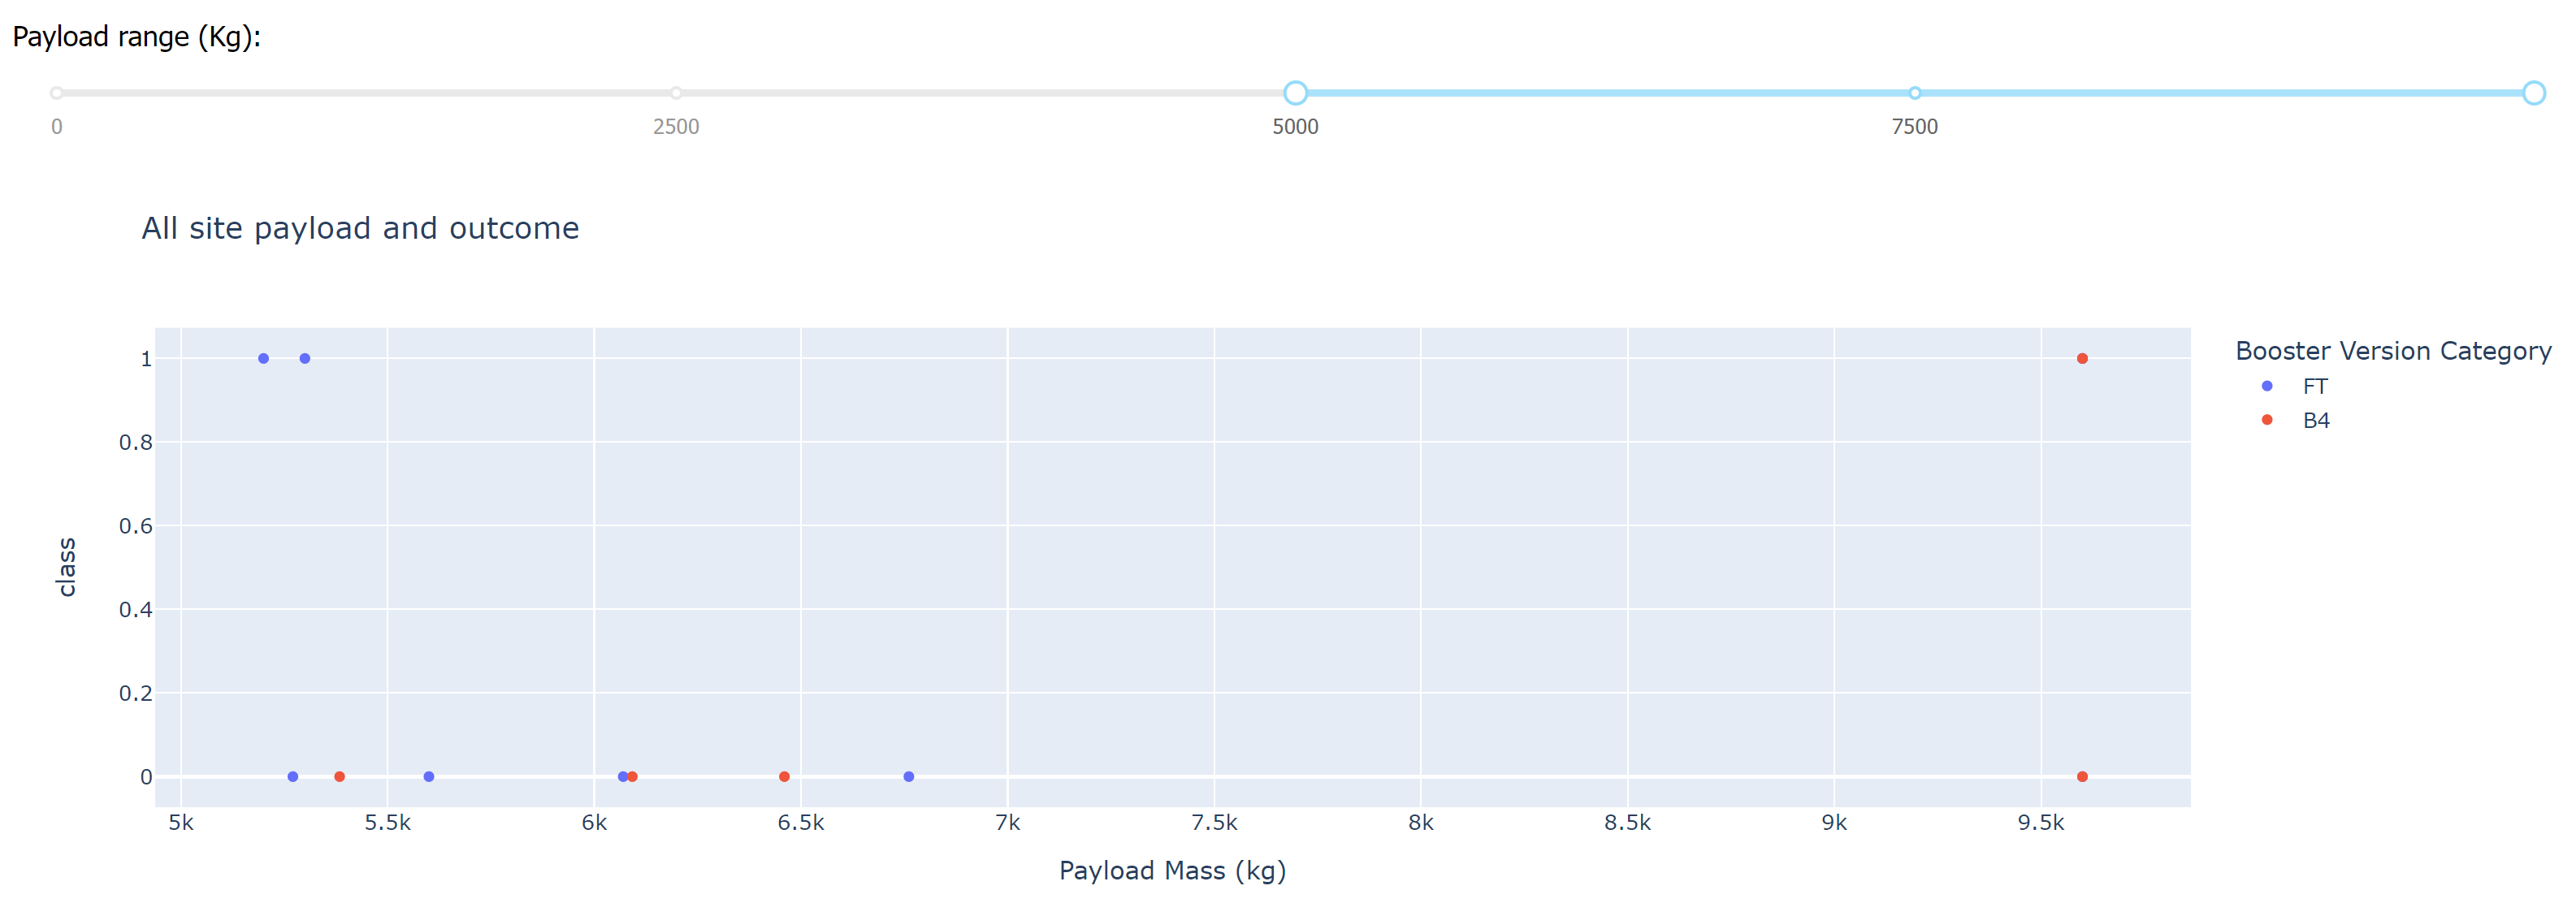 Payload range (Kg):
0 2500 5000 7500
All site payload and outcome
Booster Version Category
FT
B4
1
0.8
0.6
0.4
0.2
0
class
5k 5.5k 6k 6.5k 7k 7.5k 8k 8.5k 9k 9.5k
Payload Mass (kg)